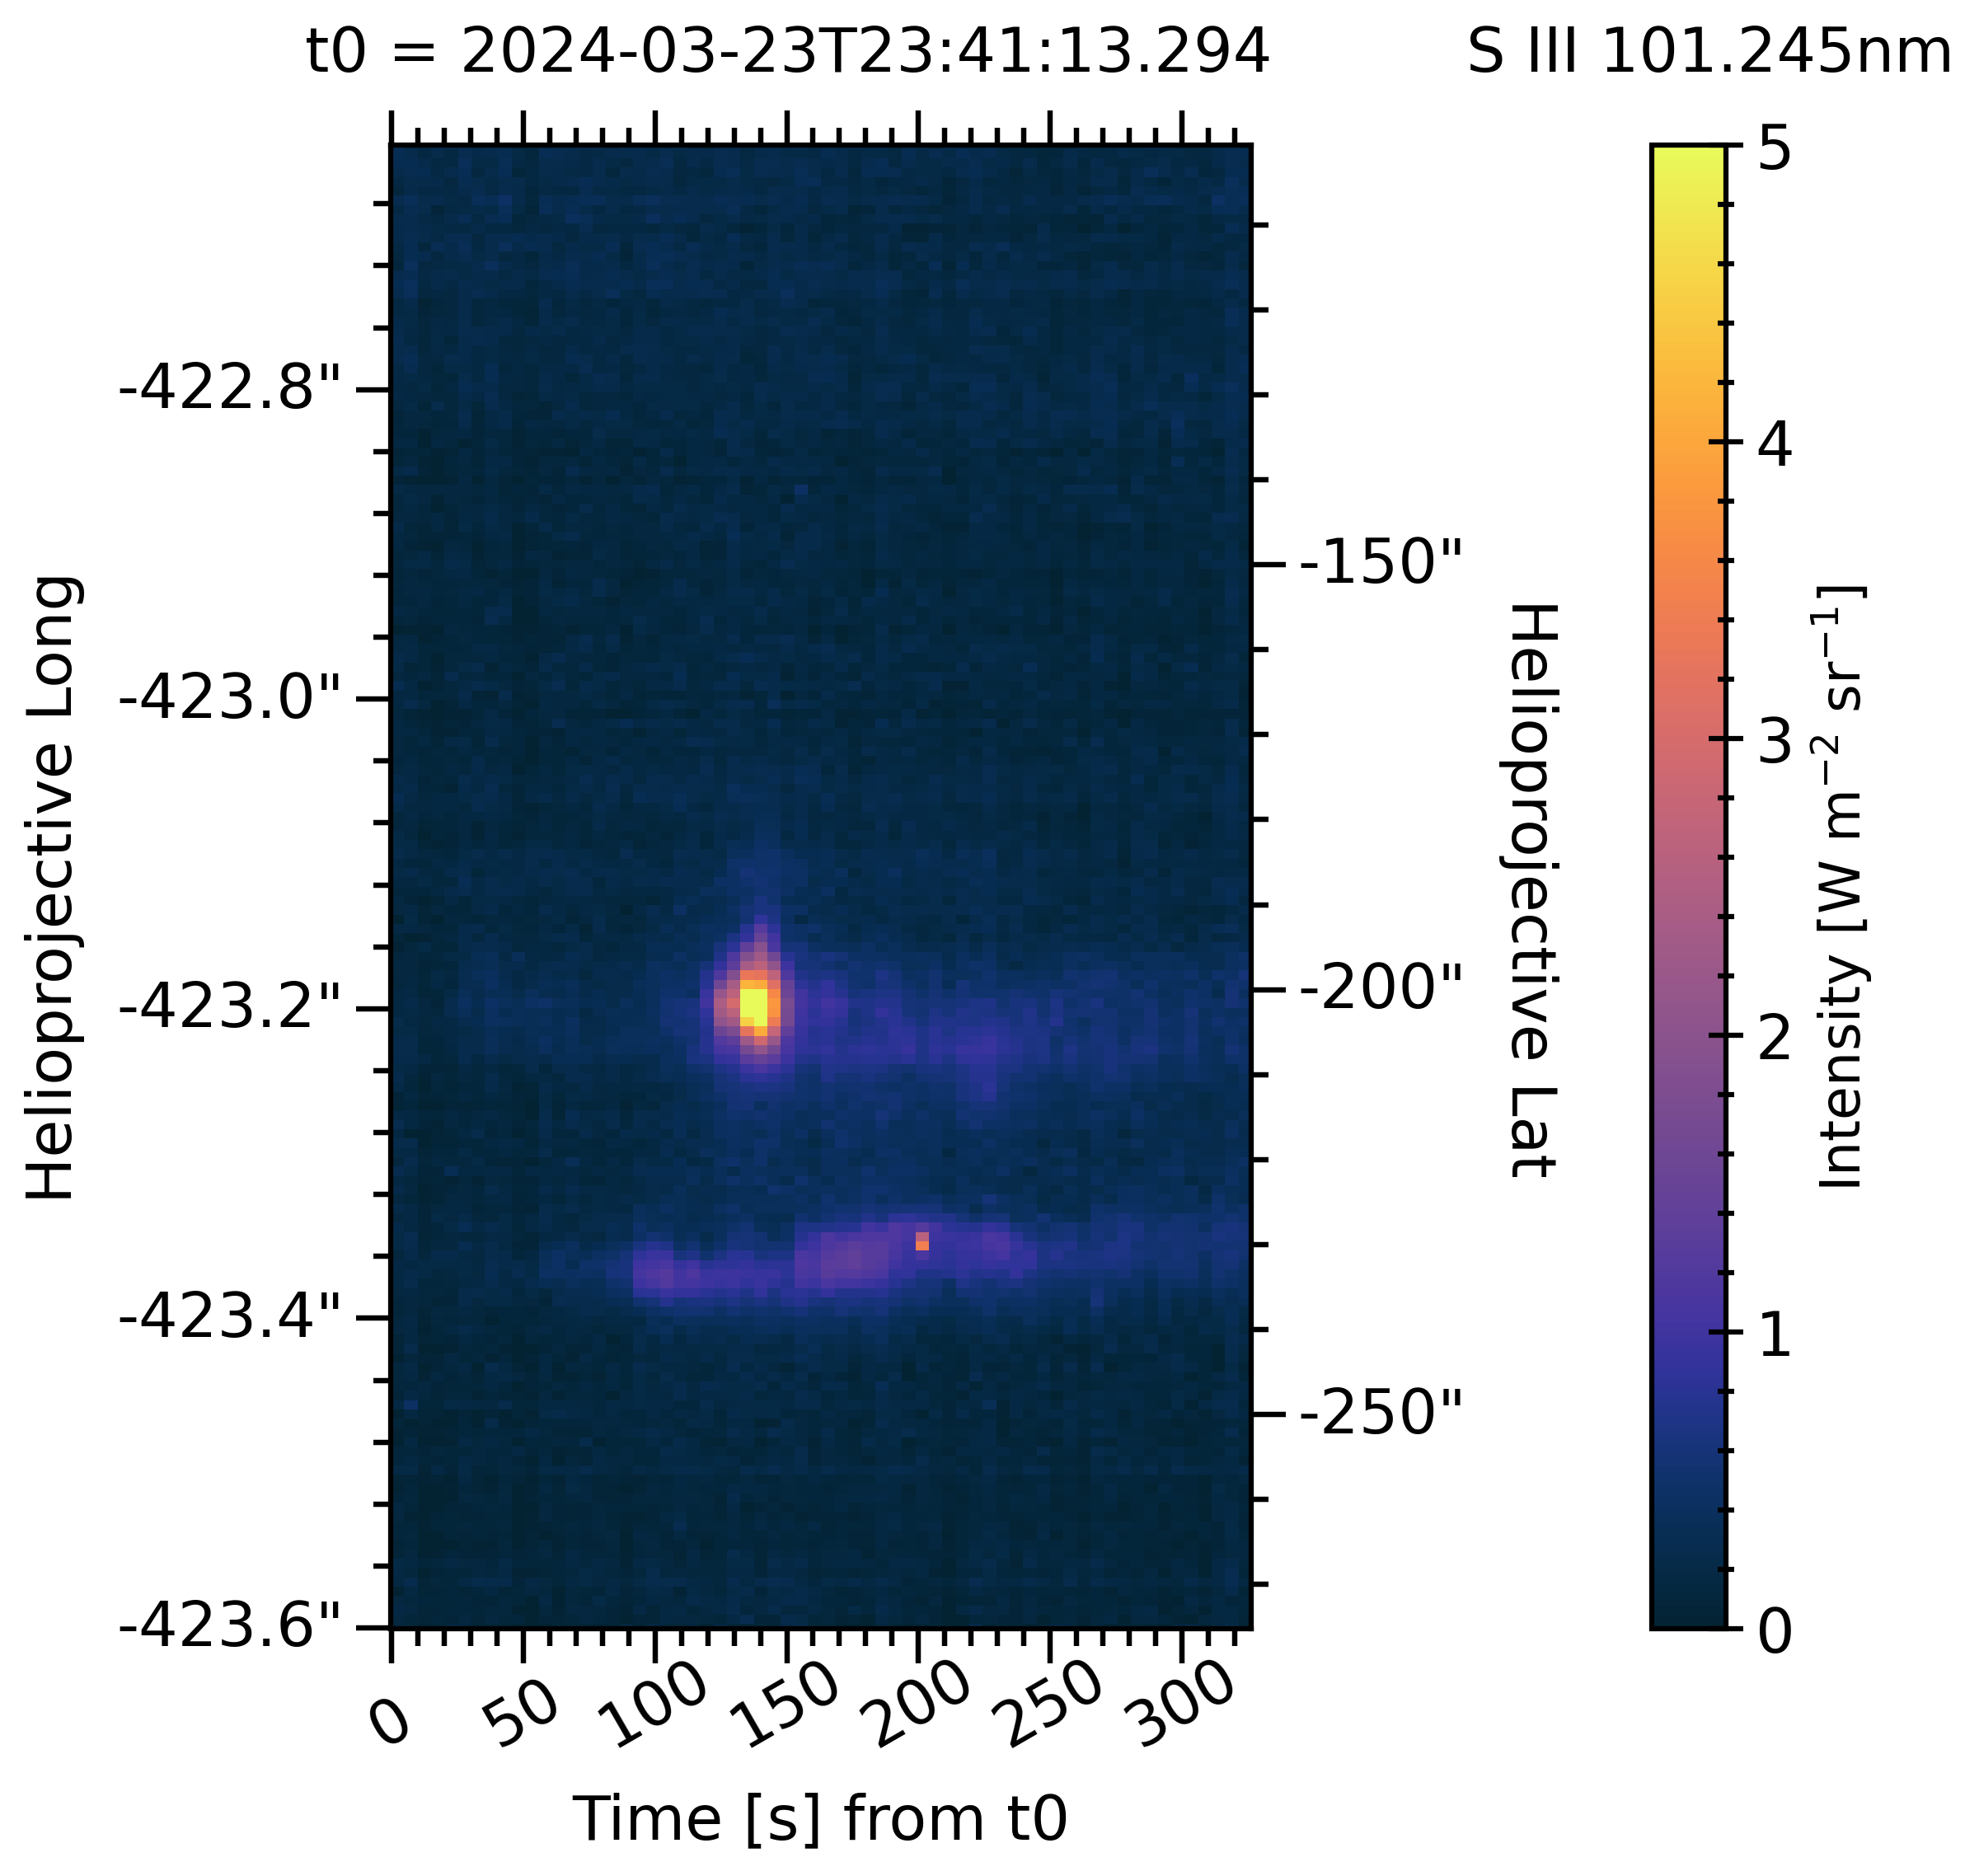 t0 = 2024-03-23T23:41:13.294
S III 101.245nm
-422.8"
-423.0"
-423.2"
-423.4"
-423.6"
Helioprojective Long
-150"
-200"
-250"
Helioprojective Lat
5
4
3
2
1
0
Intensity [W m⁻² sr⁻¹]
0 50 100 150 200 250 300
Time [s] from t0